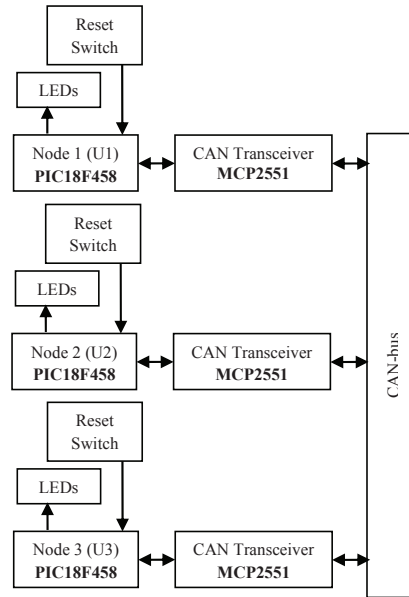 Reset
Switch
LEDs
Node 1 (U1)
PIC18F458
CAN Transceiver
MCP2551
Reset
Switch
LEDs
Node 2 (U2)
PIC18F458
CAN Transceiver
MCP2551
Reset
Switch
LEDs
Node 3 (U3)
PIC18F458
CAN Transceiver
MCP2551
CAN-bus